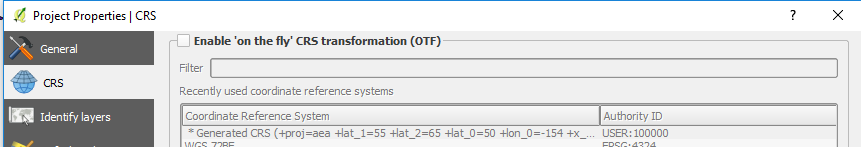 Project Properties | CRS
General
CRS
Identify layers
Enable 'on the fly' CRS transformation (OTF)
Filter
Recently used coordinate reference systems
Coordinate Reference System Authority ID
* Generated CRS (+proj=aea +lat_1=55 +lat_2=65 +lat_0=50 +lon_0=-154 +x_... USER:100000
WGS 72BE EPSG:4324